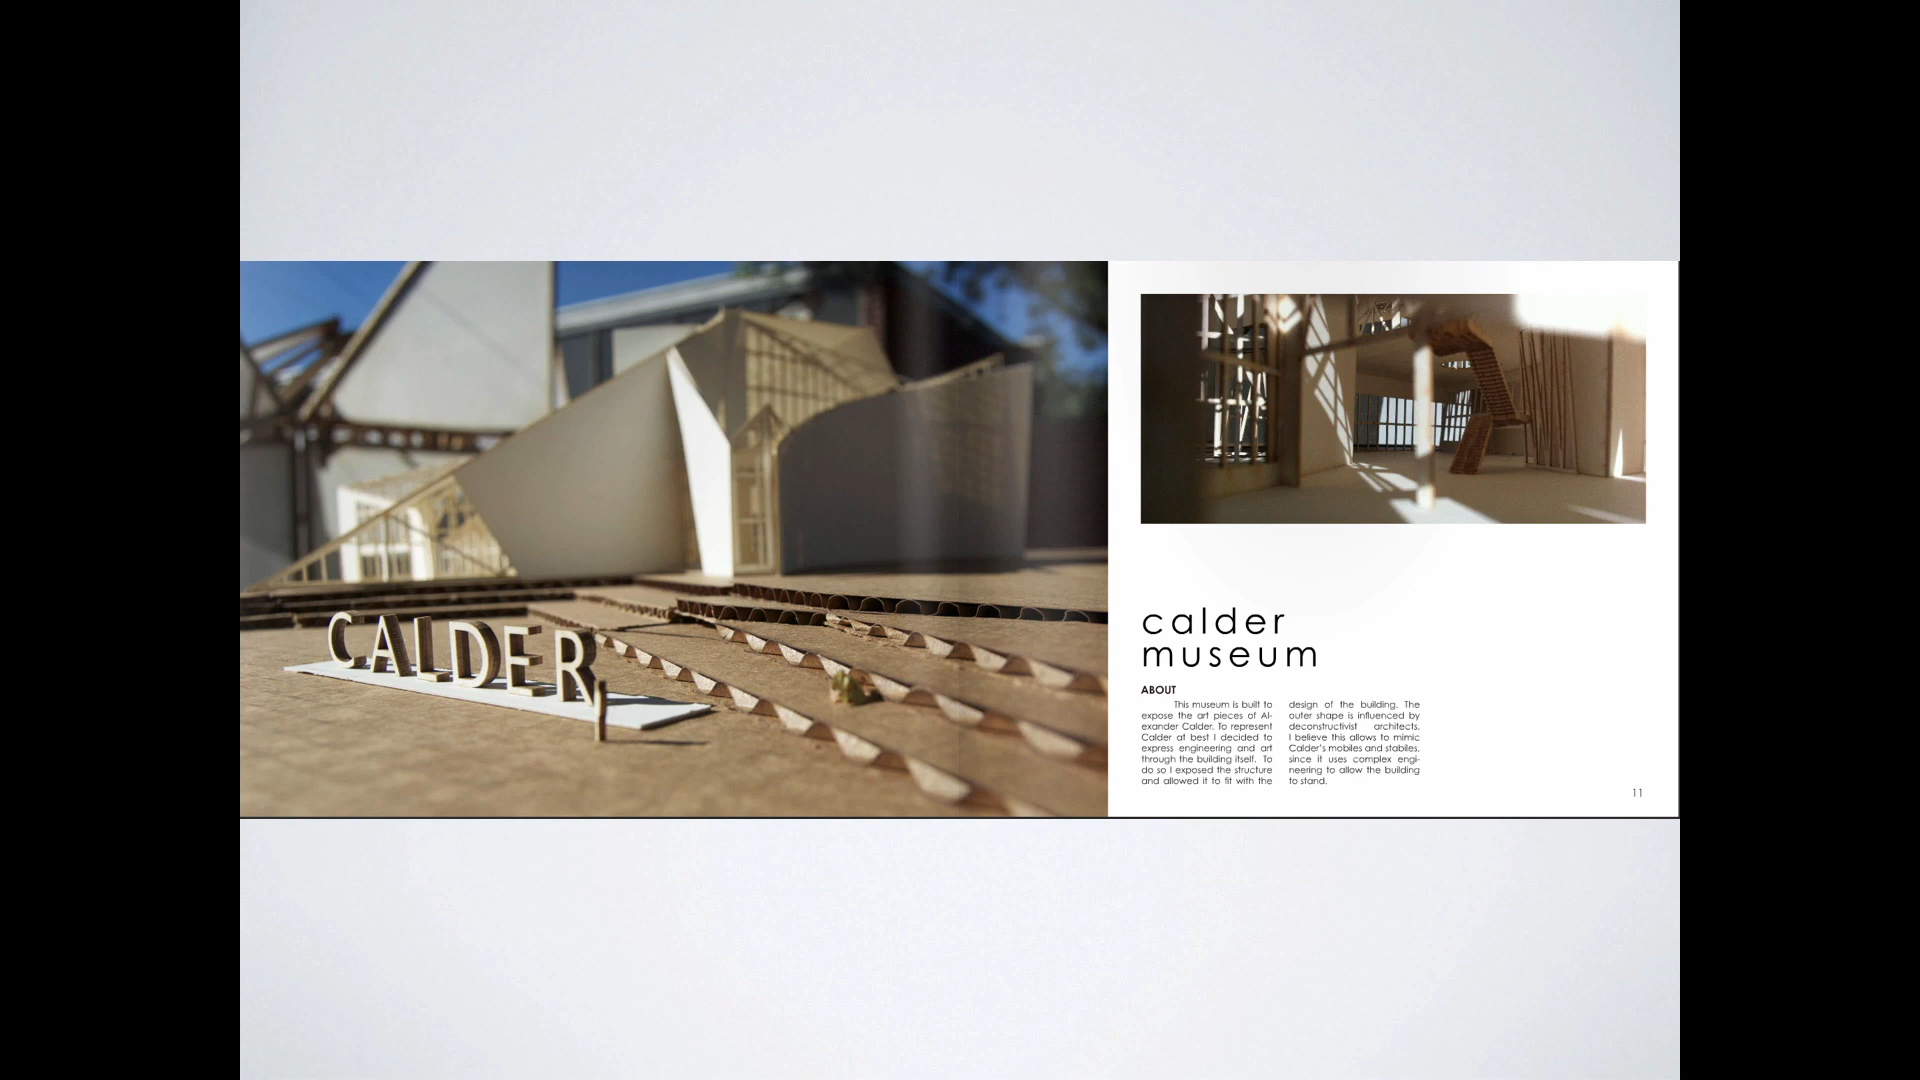 CALDER
calder
museum
ABOUT
This museum is built to
expose the art pieces of Al-
exander Calder. To represent
Calder at best I decided to
express engineering and art
through the building itself. To
do so I exposed the structure
and allowed it to fit with the
design of the building. The
outer shape is influenced by
deconstructivist architects.
I believe this allows to mimic
Calder's mobiles and stabiles,
since it uses complex engi-
neering to allow the building
to stand.
11